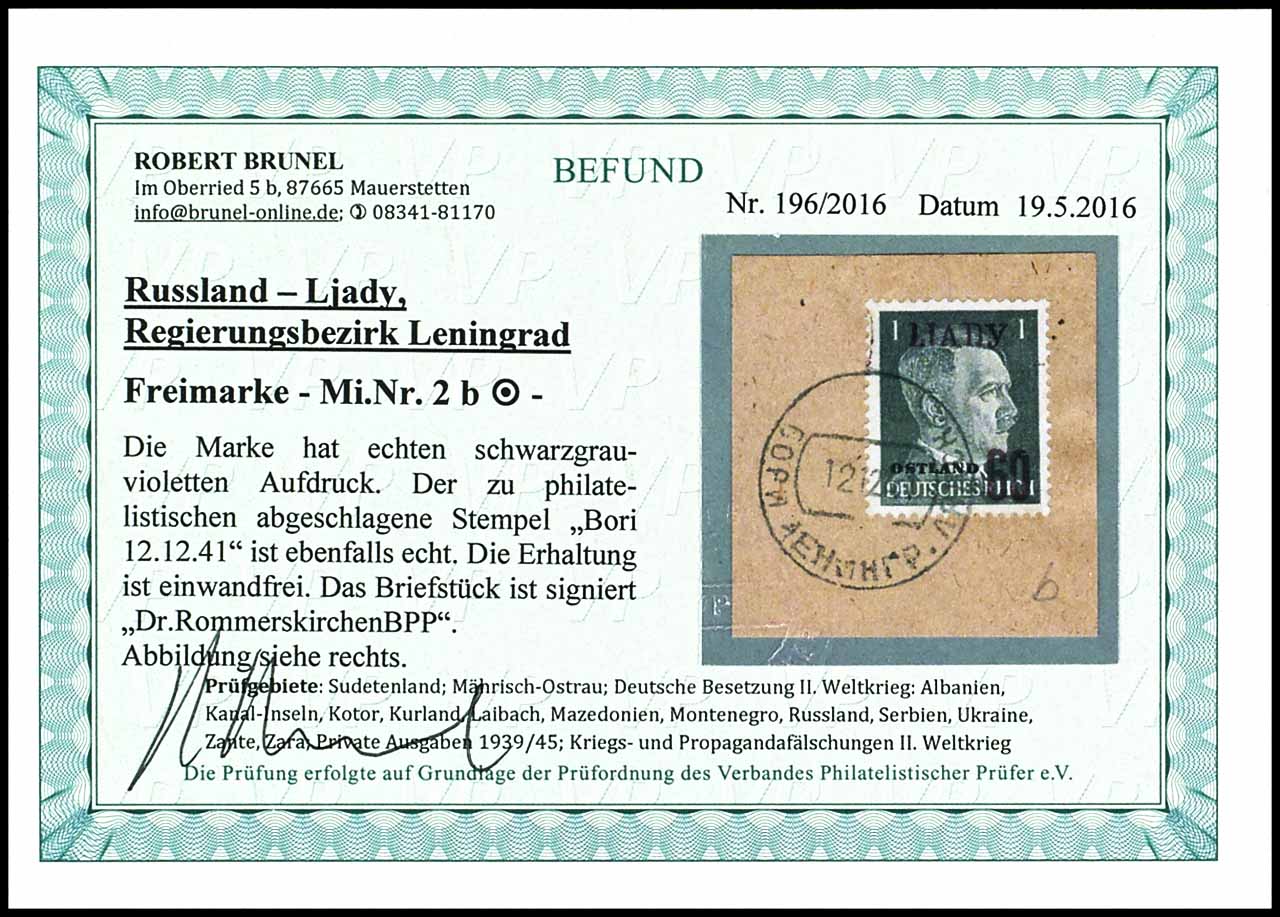 ROBERT BRUNEL
Im Oberried 5 b, 87665 Mauerstetten
info@brunel-online.de; ✆ 08341-81170
BEFUND
Nr. 196/2016 Datum 19.5.2016
Russland – Ljady,
Regierungsbezirk Leningrad
Freimarke - Mi.Nr. 2 b ⊙ -
Die Marke hat echten schwarzgrau-
violetten Aufdruck. Der zu philate-
listischen abgeschlagene Stempel „Bori
12.12.41“ ist ebenfalls echt. Die Erhaltung
ist einwandfrei. Das Briefstück ist signiert
„Dr.RommerskirchenBPP“.
Abbildung siehe rechts.
1 LJADY 1
OSTLAND 60
DEUTSCHES
1212
ЛЕНИНГР.
b
Prüfgebiete: Sudetenland; Mährisch-Ostrau; Deutsche Besetzung II. Weltkrieg: Albanien,
Kanal-Inseln, Kotor, Kurland, Laibach, Mazedonien, Montenegro, Russland, Serbien, Ukraine,
Zante, Zara, Private Ausgaben 1939/45; Kriegs- und Propagandafälschungen II. Weltkrieg
Die Prüfung erfolgte auf Grundlage der Prüfordnung des Verbandes Philatelistischer Prüfer e.V.